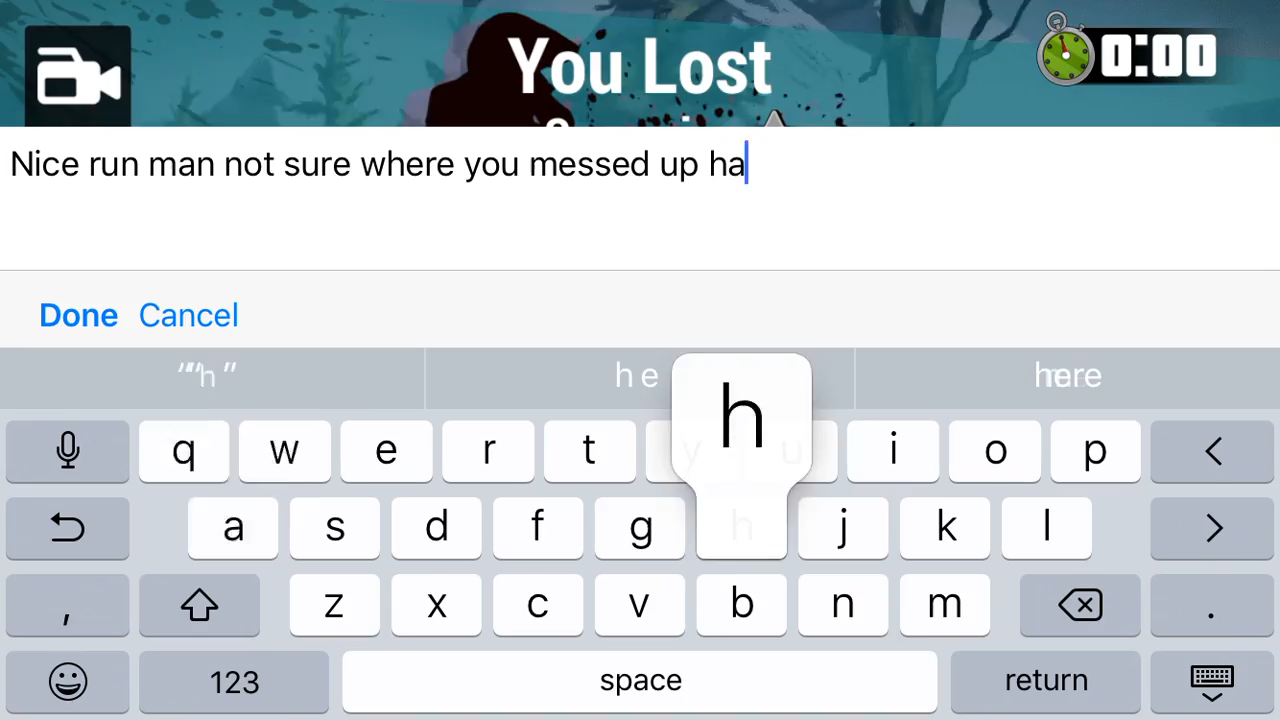 You Lost
0:00
Nice run man not sure where you messed up ha
Done Cancel
"h" he here
h
q w e r t y u i o p <
a s d f g h j k l >
, z x c v b n m .
123 space return